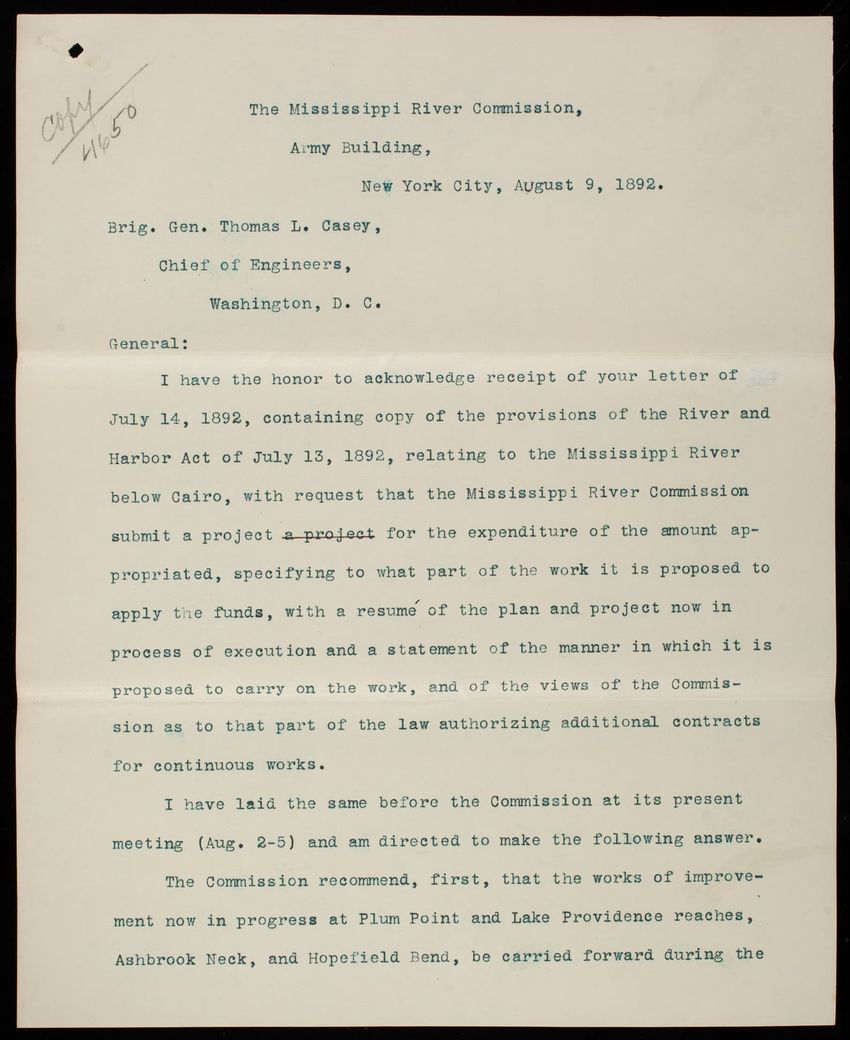 Copy
4650
The Mississippi River Commission,
Army Building,
New York City, August 9, 1892.
Brig. Gen. Thomas L. Casey,
Chief of Engineers,
Washington, D. C.
General:
I have the honor to acknowledge receipt of your letter of
July 14, 1892, containing copy of the provisions of the River and
Harbor Act of July 13, 1892, relating to the Mississippi River
below Cairo, with request that the Mississippi River Commission
submit a project a project for the expenditure of the amount ap-
propriated, specifying to what part of the work it is proposed to
apply the funds, with a resumé of the plan and project now in
process of execution and a statement of the manner in which it is
proposed to carry on the work, and of the views of the Commis-
sion as to that part of the law authorizing additional contracts
for continuous works.
I have laid the same before the Commission at its present
meeting (Aug. 2-5) and am directed to make the following answer.
The Commission recommend, first, that the works of improve-
ment now in progress at Plum Point and Lake Providence reaches,
Ashbrook Neck, and Hopefield Bend, be carried forward during the